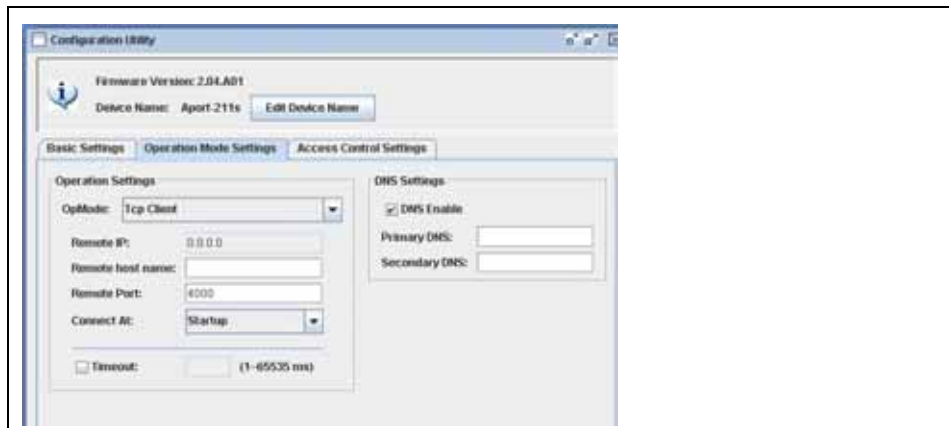 Configuration Utility
Firmware Version: 2.04.A01
Deivce Name: Aport-211s Edit Device Name
Basic Settings Operation Mode Settings Access Control Settings
Operation Settings
OpMode: Tcp Client
Remote IP: 0.0.0.0
Remote host name:
Remote Port: 4000
Connect At: Startup
Timeout: (1~65535 ms)
DNS Settings
DNS Enable
Primary DNS:
Secondary DNS: